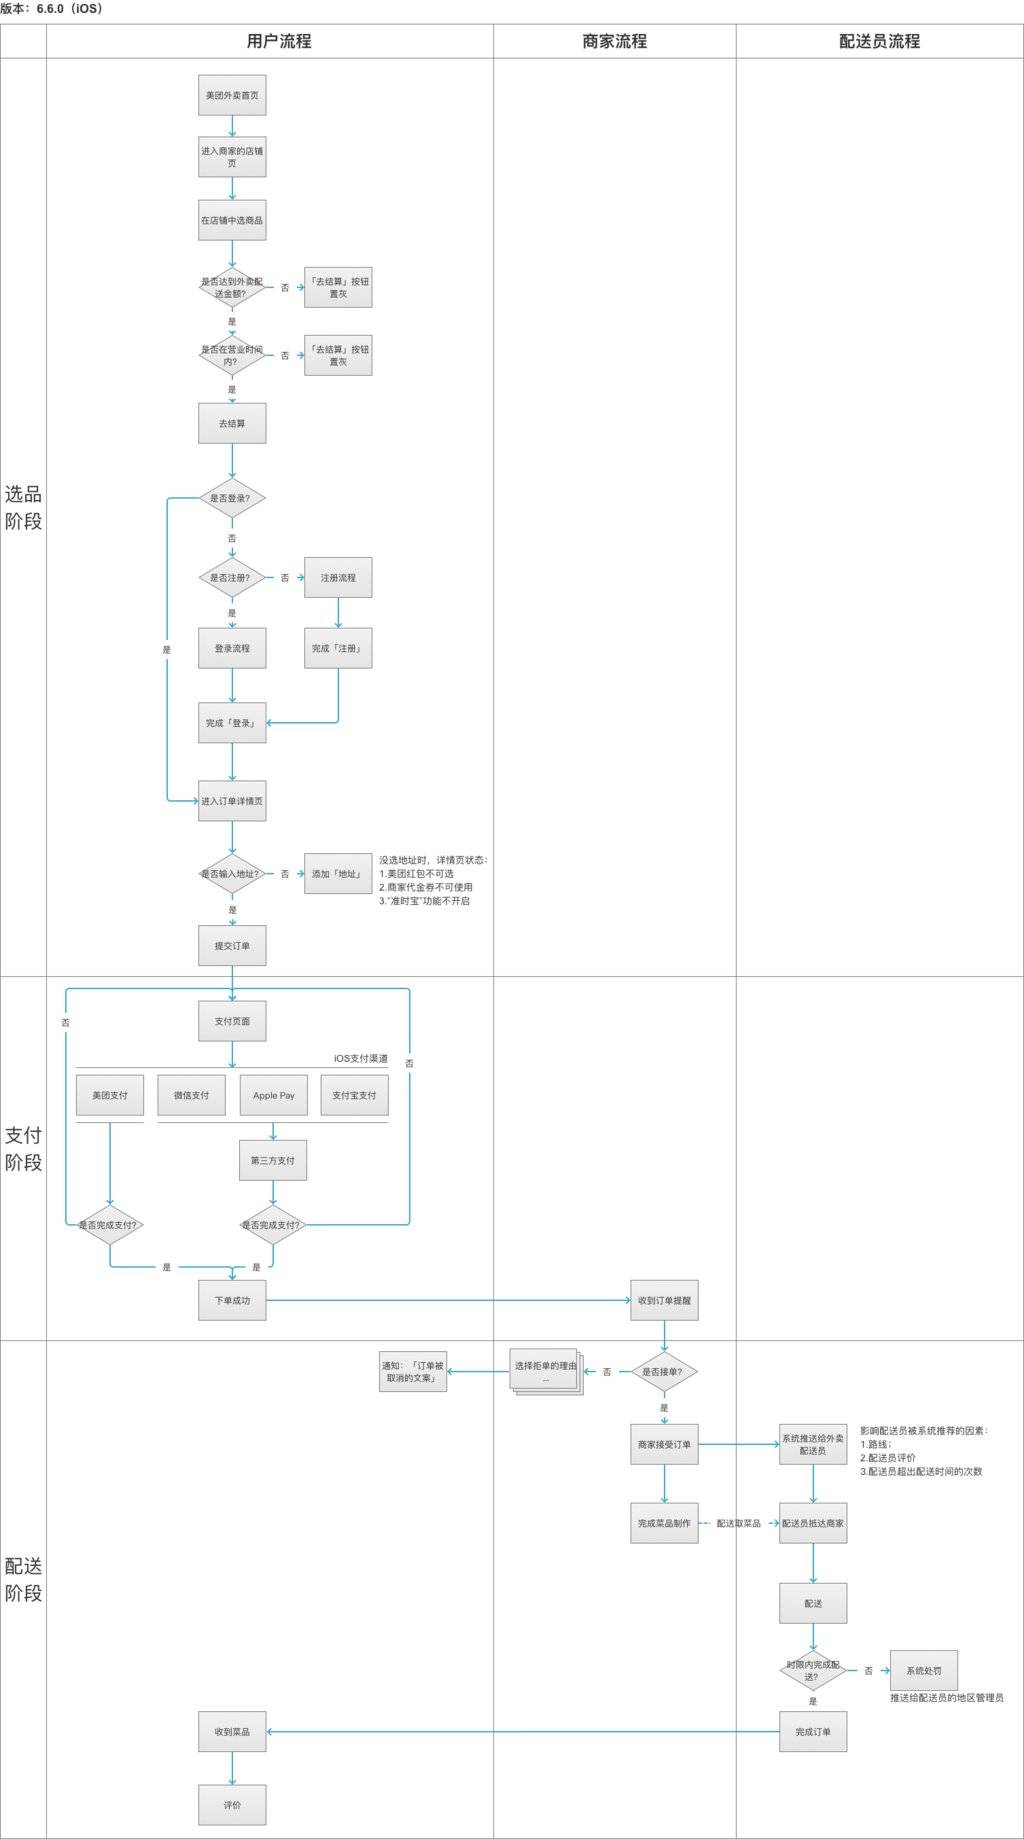 版本：6.6.0（iOS）
用户流程
商家流程
配送员流程
选品
阶段
美团外卖首页
进入商家的店铺
页
在店铺中选商品
是否达到外卖配
送金额？
否
「去结算」按钮
置灰
是
是否在营业时间
内？
否
「去结算」按钮
置灰
是
去结算
是否登录？
否
是否注册？
否
注册流程
是
是
登录流程
完成「注册」
完成「登录」
进入订单详情页
是否输入地址？
否
添加「地址」
没选地址时，详情页状态：
1.美团红包不可选
2.商家代金券不可使用
3.“准时宝”功能不开启
是
提交订单
支付
阶段
否
支付页面
iOS支付渠道
否
美团支付
微信支付
Apple Pay
支付宝支付
第三方支付
是否完成支付？
是否完成支付？
是
是
下单成功
收到订单提醒
配送
阶段
通知：「订单被
取消的文案」
选择拒单的理由
...
否
是否接单？
是
商家接受订单
系统推送给外卖
配送员
影响配送员被系统推荐的因素：
1.路线；
2.配送员评价
3.配送员超出配送时间的次数
完成菜品制作
配送取菜品
配送员抵达商家
配送
时限内完成配
送？
否
系统处罚
推送给配送员的地区管理员
是
收到菜品
完成订单
评价